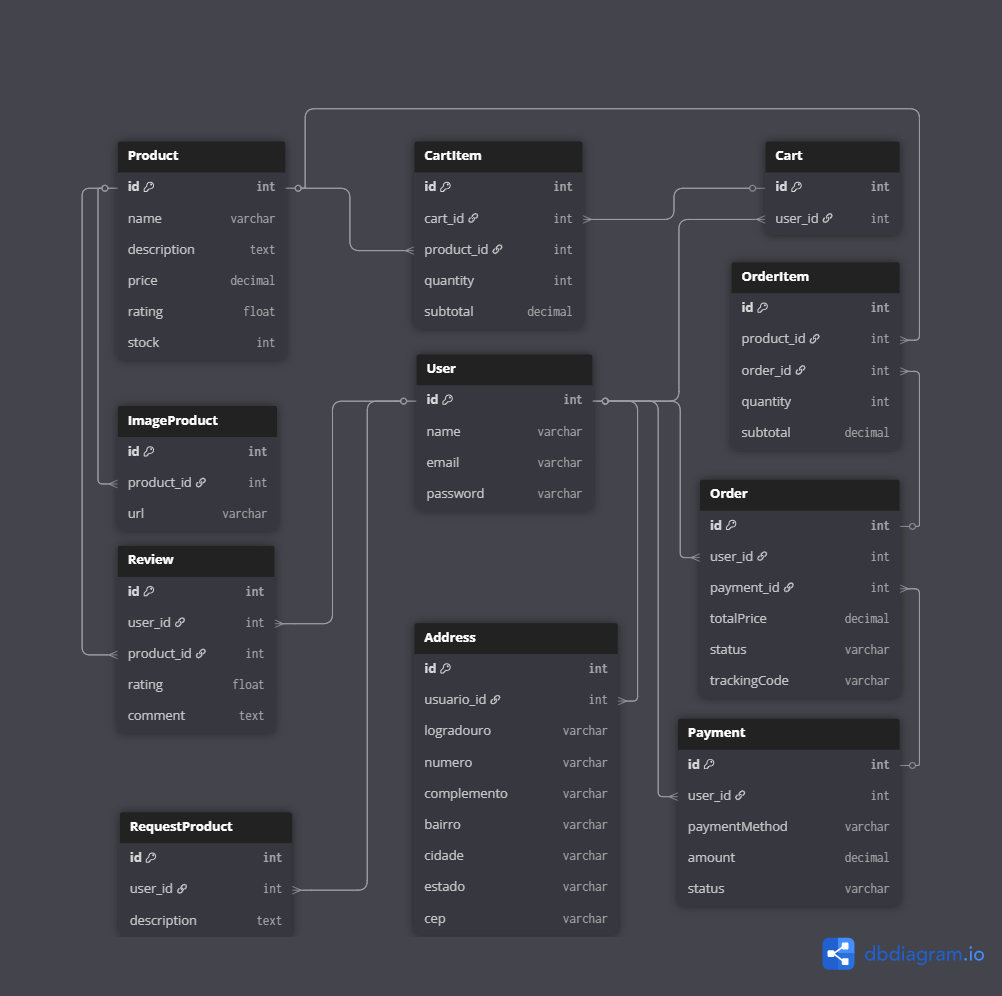 Product
id int
name varchar
description text
price decimal
rating float
stock int
CartItem
id int
cart_id int
product_id int
quantity int
subtotal decimal
Cart
id int
user_id int
OrderItem
id int
product_id int
order_id int
quantity int
subtotal decimal
User
id int
name varchar
email varchar
password varchar
ImageProduct
id int
product_id int
url varchar
Order
id int
user_id int
payment_id int
totalPrice decimal
status varchar
trackingCode varchar
Review
id int
user_id int
product_id int
rating float
comment text
Address
id int
usuario_id int
logradouro varchar
numero varchar
complemento varchar
bairro varchar
cidade varchar
estado varchar
cep varchar
Payment
id int
user_id int
paymentMethod varchar
amount decimal
status varchar
RequestProduct
id int
user_id int
description text
dbdiagram.io